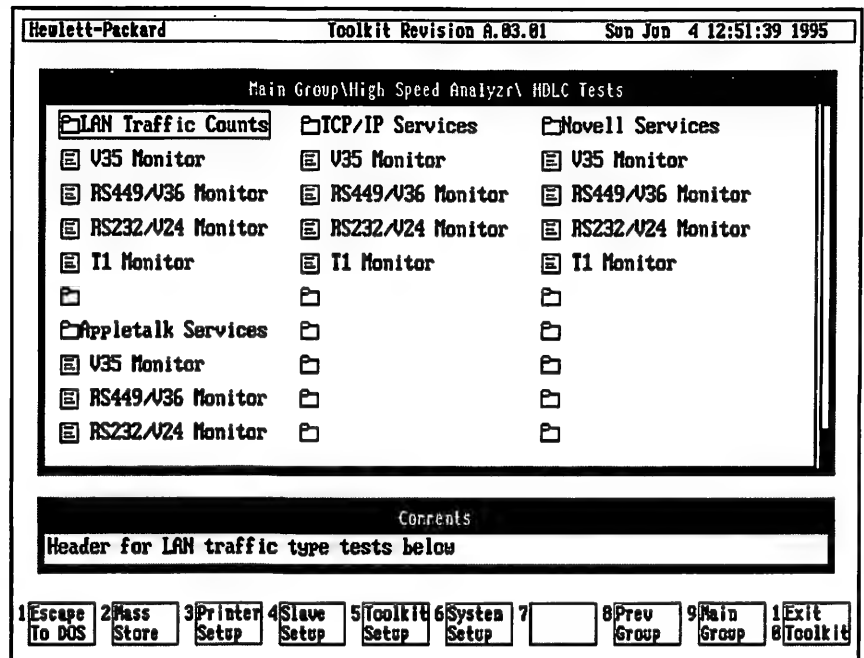 Hewlett-Packard Toolkit Revision A.03.01 Sun Jun 4 12:51:39 1995
Main Group\High Speed Analyzr\ HDLC Tests
LAN Traffic Counts TCP/IP Services Novell Services
V35 Monitor V35 Monitor V35 Monitor
RS449/V36 Monitor RS449/V36 Monitor RS449/V36 Monitor
RS232/V24 Monitor RS232/V24 Monitor RS232/V24 Monitor
T1 Monitor T1 Monitor T1 Monitor
Appletalk Services
V35 Monitor
RS449/V36 Monitor
RS232/V24 Monitor
Comments
Header for LAN traffic type tests below
1 Escape 2 Mass 3 Printer 4 Slave 5 Toolkit 6 System 7 8 Prev 9 Main 1 Exit
To DOS Store Setup Setup Setup Setup Group Group 0 Toolkit